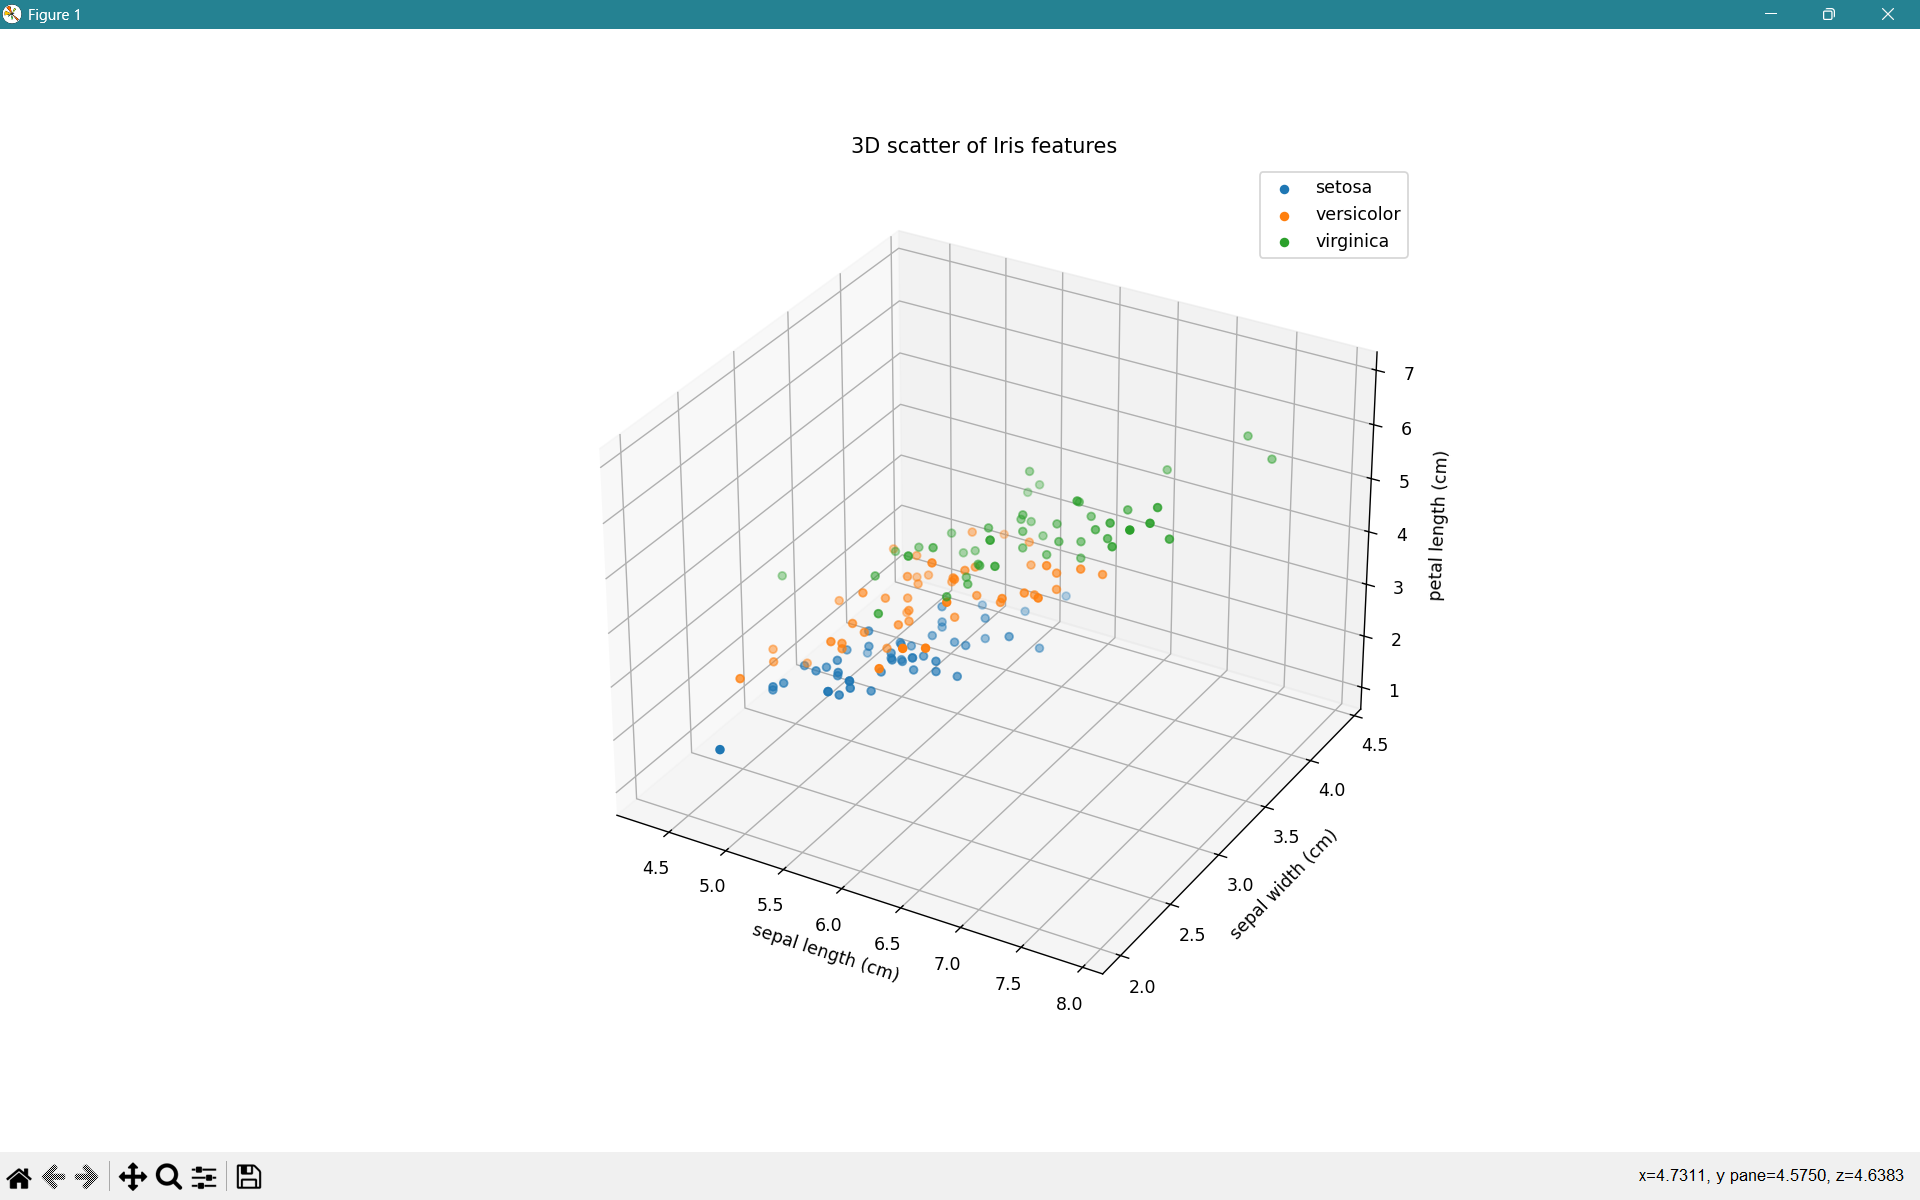 Figure 1
3D scatter of Iris features
setosa
versicolor
virginica
7
6
5
4
3
2
1
petal length (cm)
4.5
4.0
3.5
3.0
2.5
2.0
sepal width (cm)
4.5
5.0
5.5
6.0
6.5
7.0
7.5
8.0
sepal length (cm)
x=4.7311, y pane=4.5750, z=4.6383